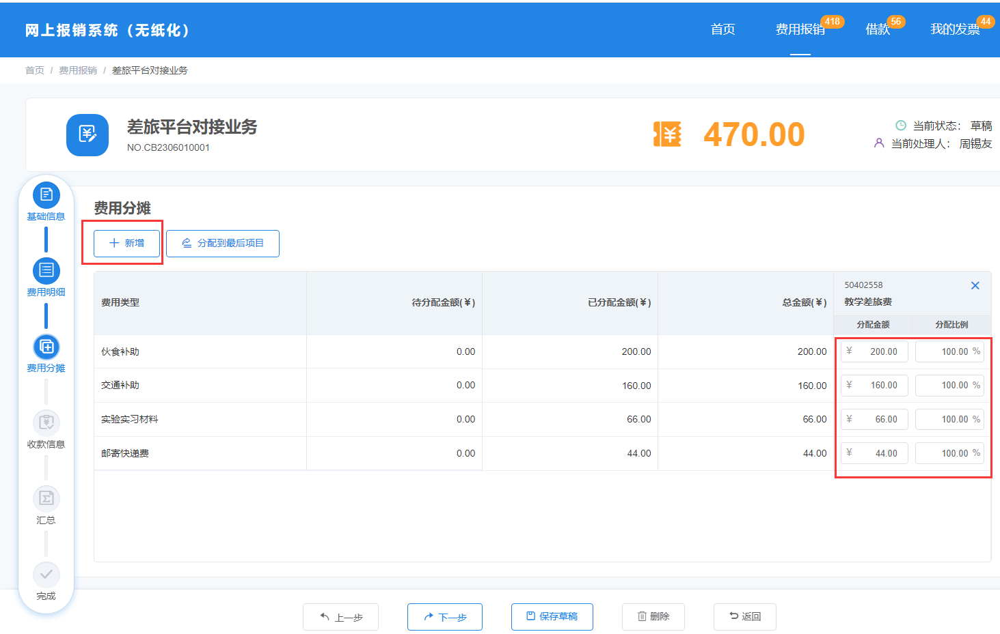 网上报销系统（无纸化）
首页
费用报销 418
借款 56
我的发票 44
首页 / 费用报销 / 差旅平台对接业务
差旅平台对接业务
NO.CB2306010001
470.00
当前状态： 草稿
当前处理人： 周锡友
基础信息
费用明细
费用分摊
收款信息
汇总
完成
费用分摊
新增
分配到最后项目
费用类型 待分配金额(¥) 已分配金额(¥) 总金额(¥)
50402558
教学差旅费
分配金额 分配比例
伙食补助 0.00 200.00 200.00 ¥ 200.00 100.00 %
交通补助 0.00 160.00 160.00 ¥ 160.00 100.00 %
实验实习材料 0.00 66.00 66.00 ¥ 66.00 100.00 %
邮寄快递费 0.00 44.00 44.00 ¥ 44.00 100.00 %
上一步
下一步
保存草稿
删除
返回